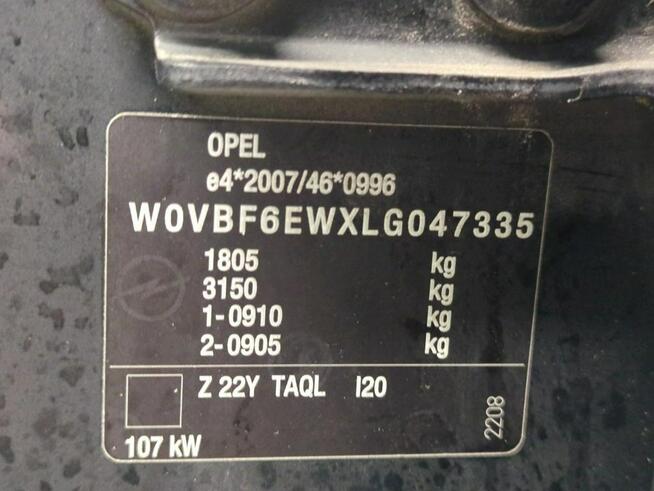 OPEL
e4*2007/46*0996
W0VBF6EWXLG047335
1805 kg
3150 kg
1-0910 kg
2-0905 kg
Z 22Y TAQL I20
107 kW
2208